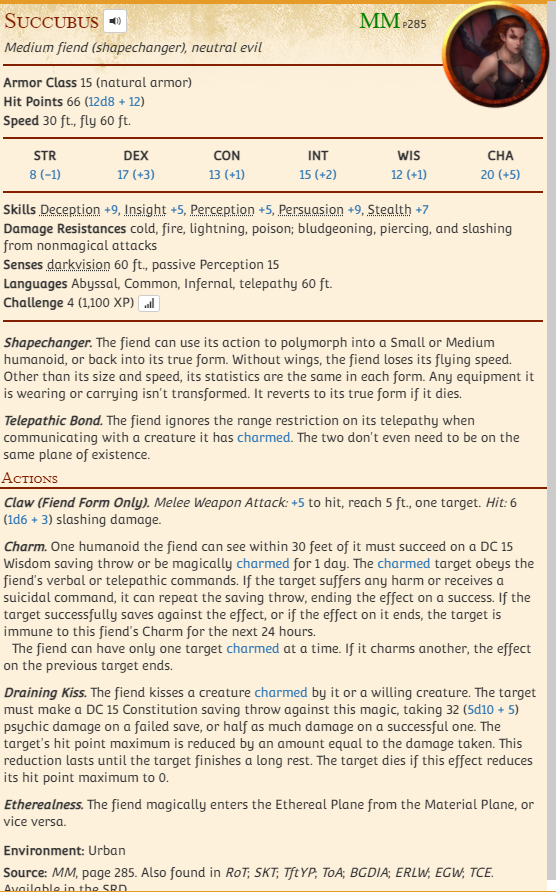 Succubus
MM p285
Medium fiend (shapechanger), neutral evil
Armor Class 15 (natural armor)
Hit Points 66 (12d8 + 12)
Speed 30 ft., fly 60 ft.
STR DEX CON INT WIS CHA
8 (−1) 17 (+3) 13 (+1) 15 (+2) 12 (+1) 20 (+5)
Skills Deception +9, Insight +5, Perception +5, Persuasion +9, Stealth +7
Damage Resistances cold, fire, lightning, poison; bludgeoning, piercing, and slashing
from nonmagical attacks
Senses darkvision 60 ft., passive Perception 15
Languages Abyssal, Common, Infernal, telepathy 60 ft.
Challenge 4 (1,100 XP)
Shapechanger. The fiend can use its action to polymorph into a Small or Medium
humanoid, or back into its true form. Without wings, the fiend loses its flying speed.
Other than its size and speed, its statistics are the same in each form. Any equipment it
is wearing or carrying isn't transformed. It reverts to its true form if it dies.
Telepathic Bond. The fiend ignores the range restriction on its telepathy when
communicating with a creature it has charmed. The two don't even need to be on the
same plane of existence.
Actions
Claw (Fiend Form Only). Melee Weapon Attack: +5 to hit, reach 5 ft., one target. Hit: 6
(1d6 + 3) slashing damage.
Charm. One humanoid the fiend can see within 30 feet of it must succeed on a DC 15
Wisdom saving throw or be magically charmed for 1 day. The charmed target obeys the
fiend's verbal or telepathic commands. If the target suffers any harm or receives a
suicidal command, it can repeat the saving throw, ending the effect on a success. If the
target successfully saves against the effect, or if the effect on it ends, the target is
immune to this fiend's Charm for the next 24 hours.
The fiend can have only one target charmed at a time. If it charms another, the effect
on the previous target ends.
Draining Kiss. The fiend kisses a creature charmed by it or a willing creature. The target
must make a DC 15 Constitution saving throw against this magic, taking 32 (5d10 + 5)
psychic damage on a failed save, or half as much damage on a successful one. The
target's hit point maximum is reduced by an amount equal to the damage taken. This
reduction lasts until the target finishes a long rest. The target dies if this effect reduces
its hit point maximum to 0.
Etherealness. The fiend magically enters the Ethereal Plane from the Material Plane, or
vice versa.
Environment: Urban
Source: MM, page 285. Also found in RoT; SKT; TftYP; ToA; BGDIA; ERLW; EGW; TCE.
Available in the SRD